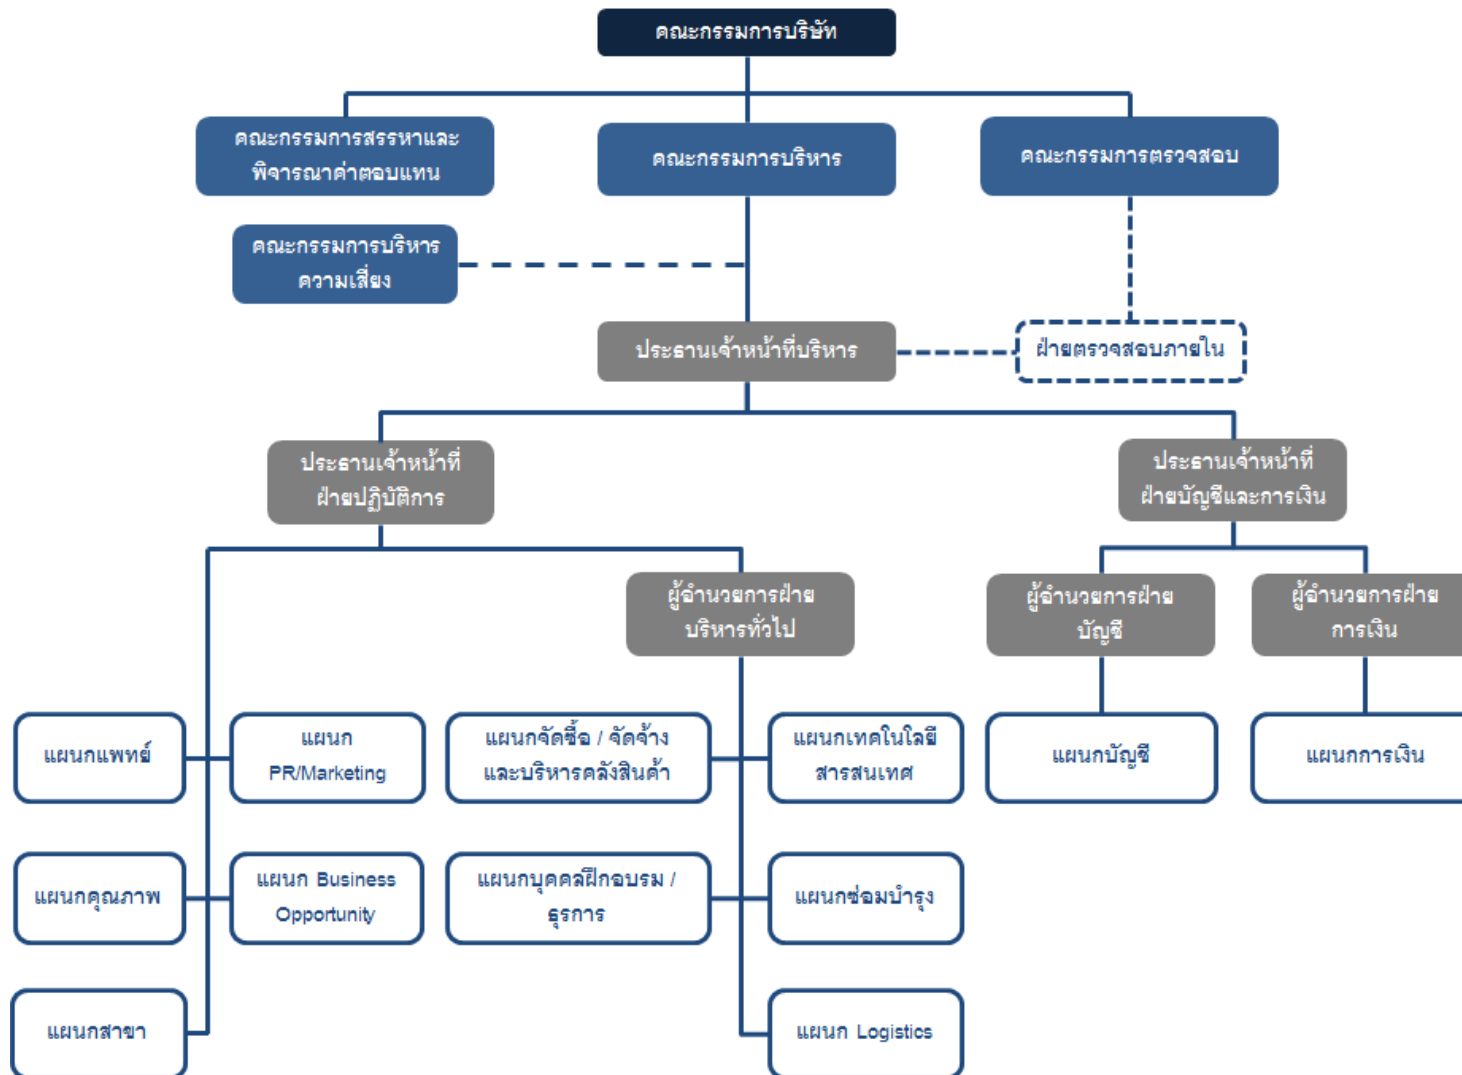 คณะกรรมการบริษัท
คณะกรรมการสรรหาและ
พิจารณาค่าตอบแทน
คณะกรรมการบริหาร
คณะกรรมการตรวจสอบ
คณะกรรมการบริหาร
ความเสี่ยง
ประธานเจ้าหน้าที่บริหาร
ฝ่ายตรวจสอบภายใน
ประธานเจ้าหน้าที่
ฝ่ายปฏิบัติการ
ประธานเจ้าหน้าที่
ฝ่ายบัญชีและการเงิน
ผู้อำนวยการฝ่าย
บริหารทั่วไป
ผู้อำนวยการฝ่าย
บัญชี
ผู้อำนวยการฝ่าย
การเงิน
แผนกแพทย์
แผนก
PR/Marketing
แผนกจัดซื้อ / จัดจ้าง
และบริหารคลังสินค้า
แผนกเทคโนโลยี
สารสนเทศ
แผนกบัญชี
แผนกการเงิน
แผนกคุณภาพ
แผนก Business
Opportunity
แผนกบุคคลฝึกอบรม /
ธุรการ
แผนกซ่อมบำรุง
แผนกสาขา
แผนก Logistics